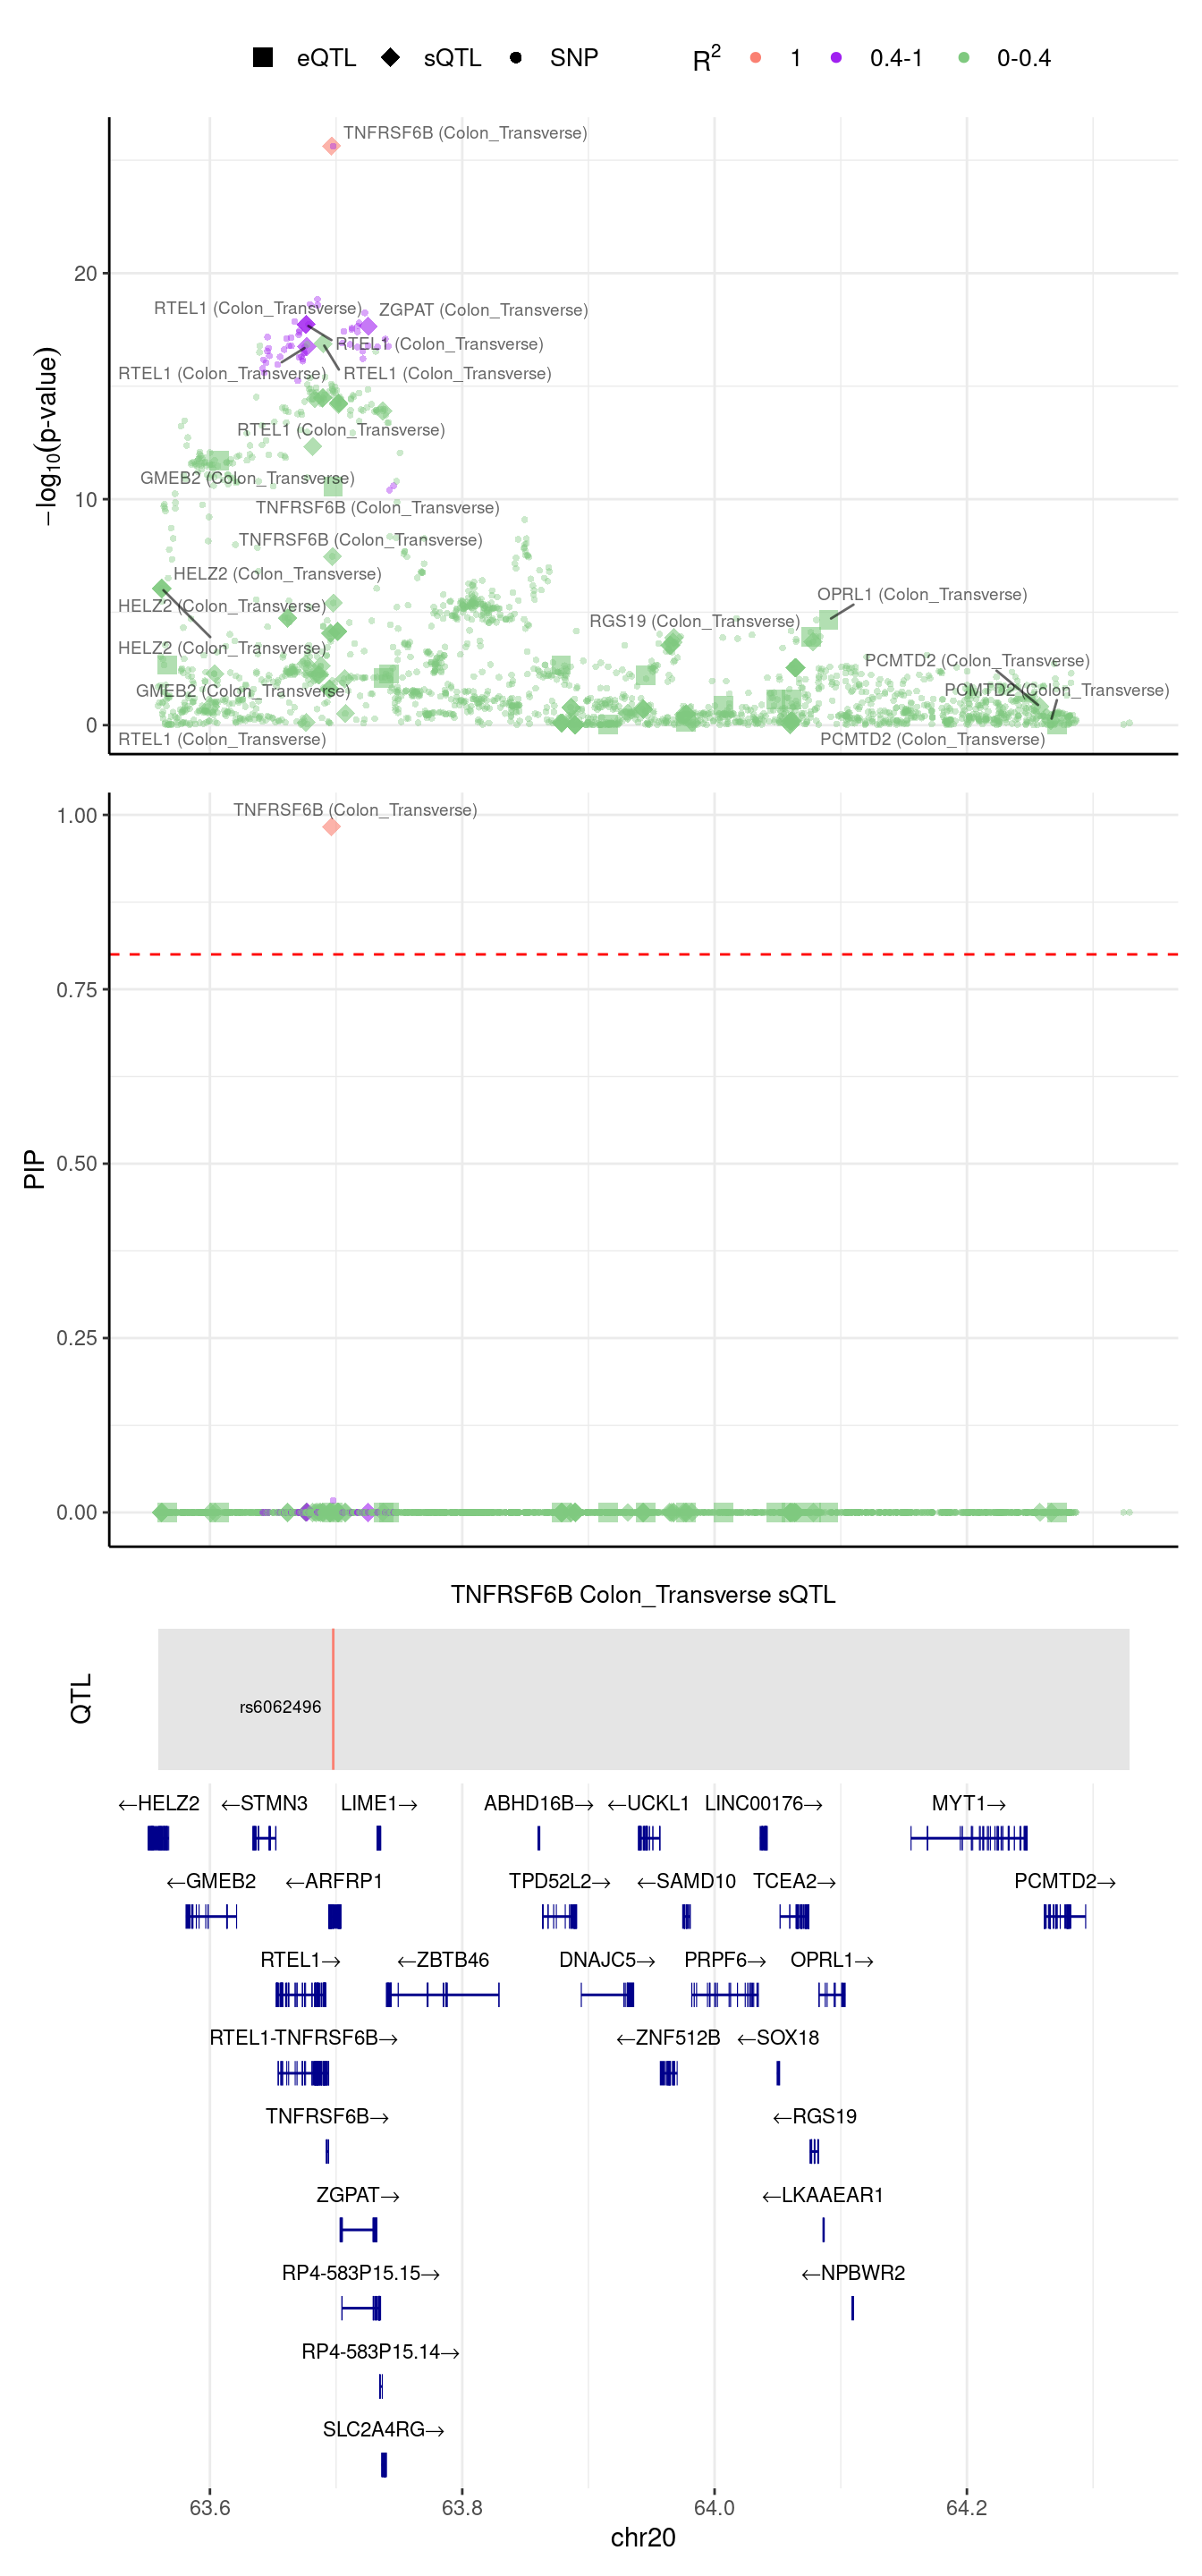 eQTL sQTL SNP R2 1 0.4-1 0-0.4
TNFRSF6B (Colon_Transverse)
20
RTEL1 (Colon_Transverse)
ZGPAT (Colon_Transverse)
RTEL1 (Colon_Transverse)
RTEL1 (Colon_Transverse)
RTEL1 (Colon_Transverse)
RTEL1 (Colon_Transverse)
GMEB2 (Colon_Transverse)
10
TNFRSF6B (Colon_Transverse)
TNFRSF6B (Colon_Transverse)
HELZ2 (Colon_Transverse)
OPRL1 (Colon_Transverse)
HELZ2 (Colon_Transverse)
RGS19 (Colon_Transverse)
HELZ2 (Colon_Transverse)
PCMTD2 (Colon_Transverse)
GMEB2 (Colon_Transverse)
PCMTD2 (Colon_Transverse)
0
RTEL1 (Colon_Transverse)
PCMTD2 (Colon_Transverse)
−log10(p-value)
TNFRSF6B (Colon_Transverse)
1.00
0.75
0.50
0.25
0.00
PIP
TNFRSF6B Colon_Transverse sQTL
QTL
rs6062496
←HELZ2 ←STMN3 LIME1→ ABHD16B→ ←UCKL1 LINC00176→ MYT1→
←GMEB2 ←ARFRP1 TPD52L2→ ←SAMD10 TCEA2→ PCMTD2→
RTEL1→ ←ZBTB46 DNAJC5→ PRPF6→ OPRL1→
RTEL1-TNFRSF6B→ ←ZNF512B ←SOX18
TNFRSF6B→ ←RGS19
ZGPAT→ ←LKAAEAR1
RP4-583P15.15→ ←NPBWR2
RP4-583P15.14→
SLC2A4RG→
63.6 63.8 64.0 64.2
chr20